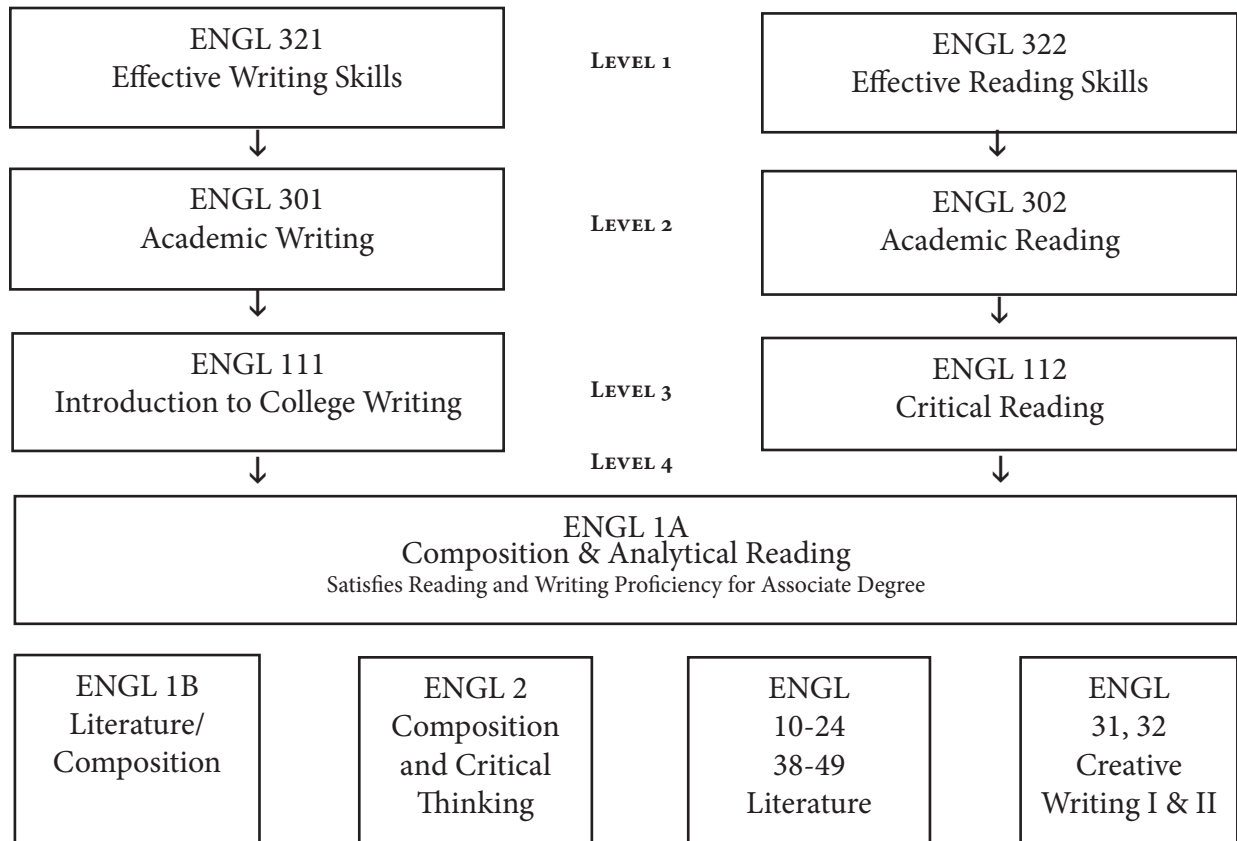 ENGL 321
Effective Writing Skills
LEVEL 1
ENGL 322
Effective Reading Skills
ENGL 301
Academic Writing
LEVEL 2
ENGL 302
Academic Reading
ENGL 111
Introduction to College Writing
LEVEL 3
ENGL 112
Critical Reading
LEVEL 4
ENGL 1A
Composition & Analytical Reading
Satisfies Reading and Writing Proficiency for Associate Degree
ENGL 1B
Literature/
Composition
ENGL 2
Composition
and Critical
Thinking
ENGL
10-24
38-49
Literature
ENGL
31, 32
Creative
Writing I & II